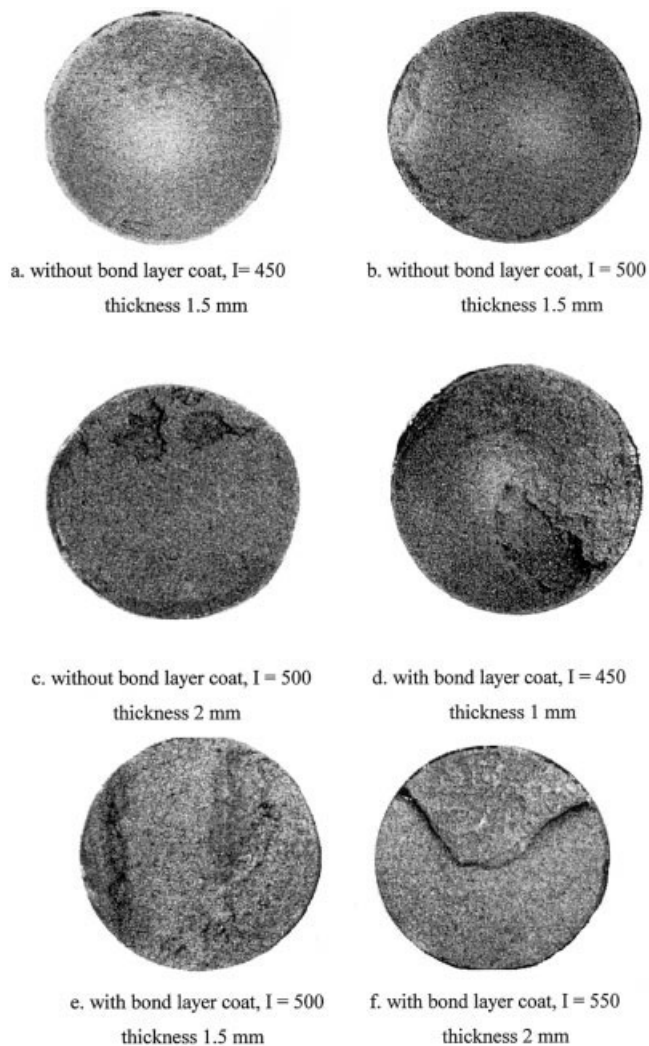 a. without bond layer coat, I= 450
thickness 1.5 mm
b. without bond layer coat, I = 500
thickness 1.5 mm
c. without bond layer coat, I = 500
thickness 2 mm
d. with bond layer coat, I = 450
thickness 1 mm
e. with bond layer coat, I = 500
thickness 1.5 mm
f. with bond layer coat, I = 550
thickness 2 mm